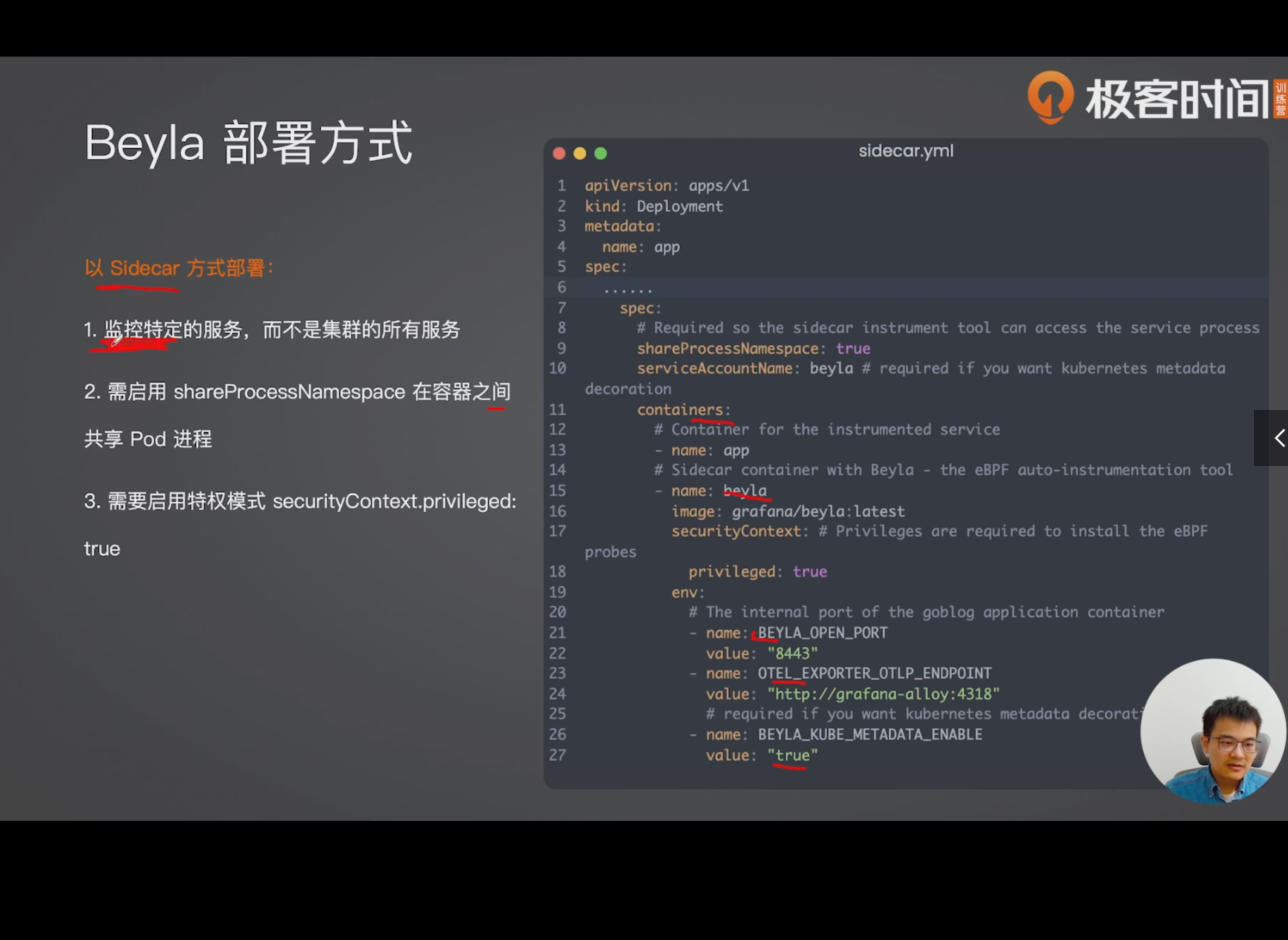 极客时间
训练营
Beyla 部署方式
以 Sidecar 方式部署：
1. 监控特定的服务，而不是集群的所有服务
2. 需启用 shareProcessNamespace 在容器之间
共享 Pod 进程
3. 需要启用特权模式 securityContext.privileged:
true
sidecar.yml
1 apiVersion: apps/v1
2 kind: Deployment
3 metadata:
4 name: app
5 spec:
6 ......
7 spec:
8 # Required so the sidecar instrument tool can access the service process
9 shareProcessNamespace: true
10 serviceAccountName: beyla # required if you want kubernetes metadata
decoration
11 containers:
12 # Container for the instrumented service
13 - name: app
14 # Sidecar container with Beyla - the eBPF auto-instrumentation tool
15 - name: beyla
16 image: grafana/beyla:latest
17 securityContext: # Privileges are required to install the eBPF
probes
18 privileged: true
19 env:
20 # The internal port of the goblog application container
21 - name: BEYLA_OPEN_PORT
22 value: "8443"
23 - name: OTEL_EXPORTER_OTLP_ENDPOINT
24 value: "http://grafana-alloy:4318"
25 # required if you want kubernetes metadata decorati
26 - name: BEYLA_KUBE_METADATA_ENABLE
27 value: "true"